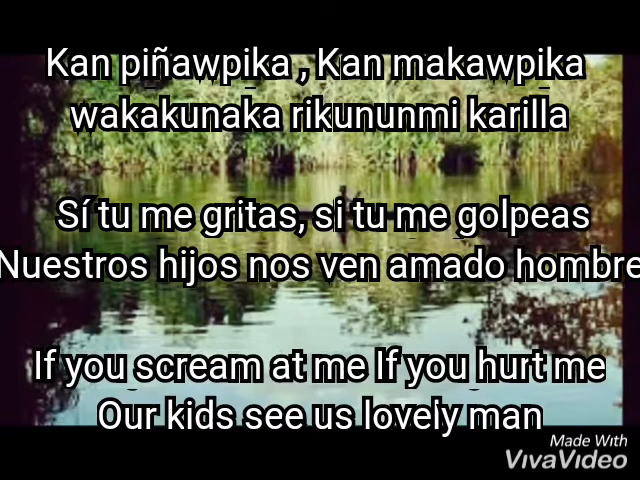 Kan piñawpika , Kan makawpika
wakakunaka rikununmi karilla
Sí tu me gritas, si tu me golpeas
Nuestros hijos nos ven amado hombre
If you scream at me If you hurt me
Our kids see us lovely man
Made With
VivaVideo